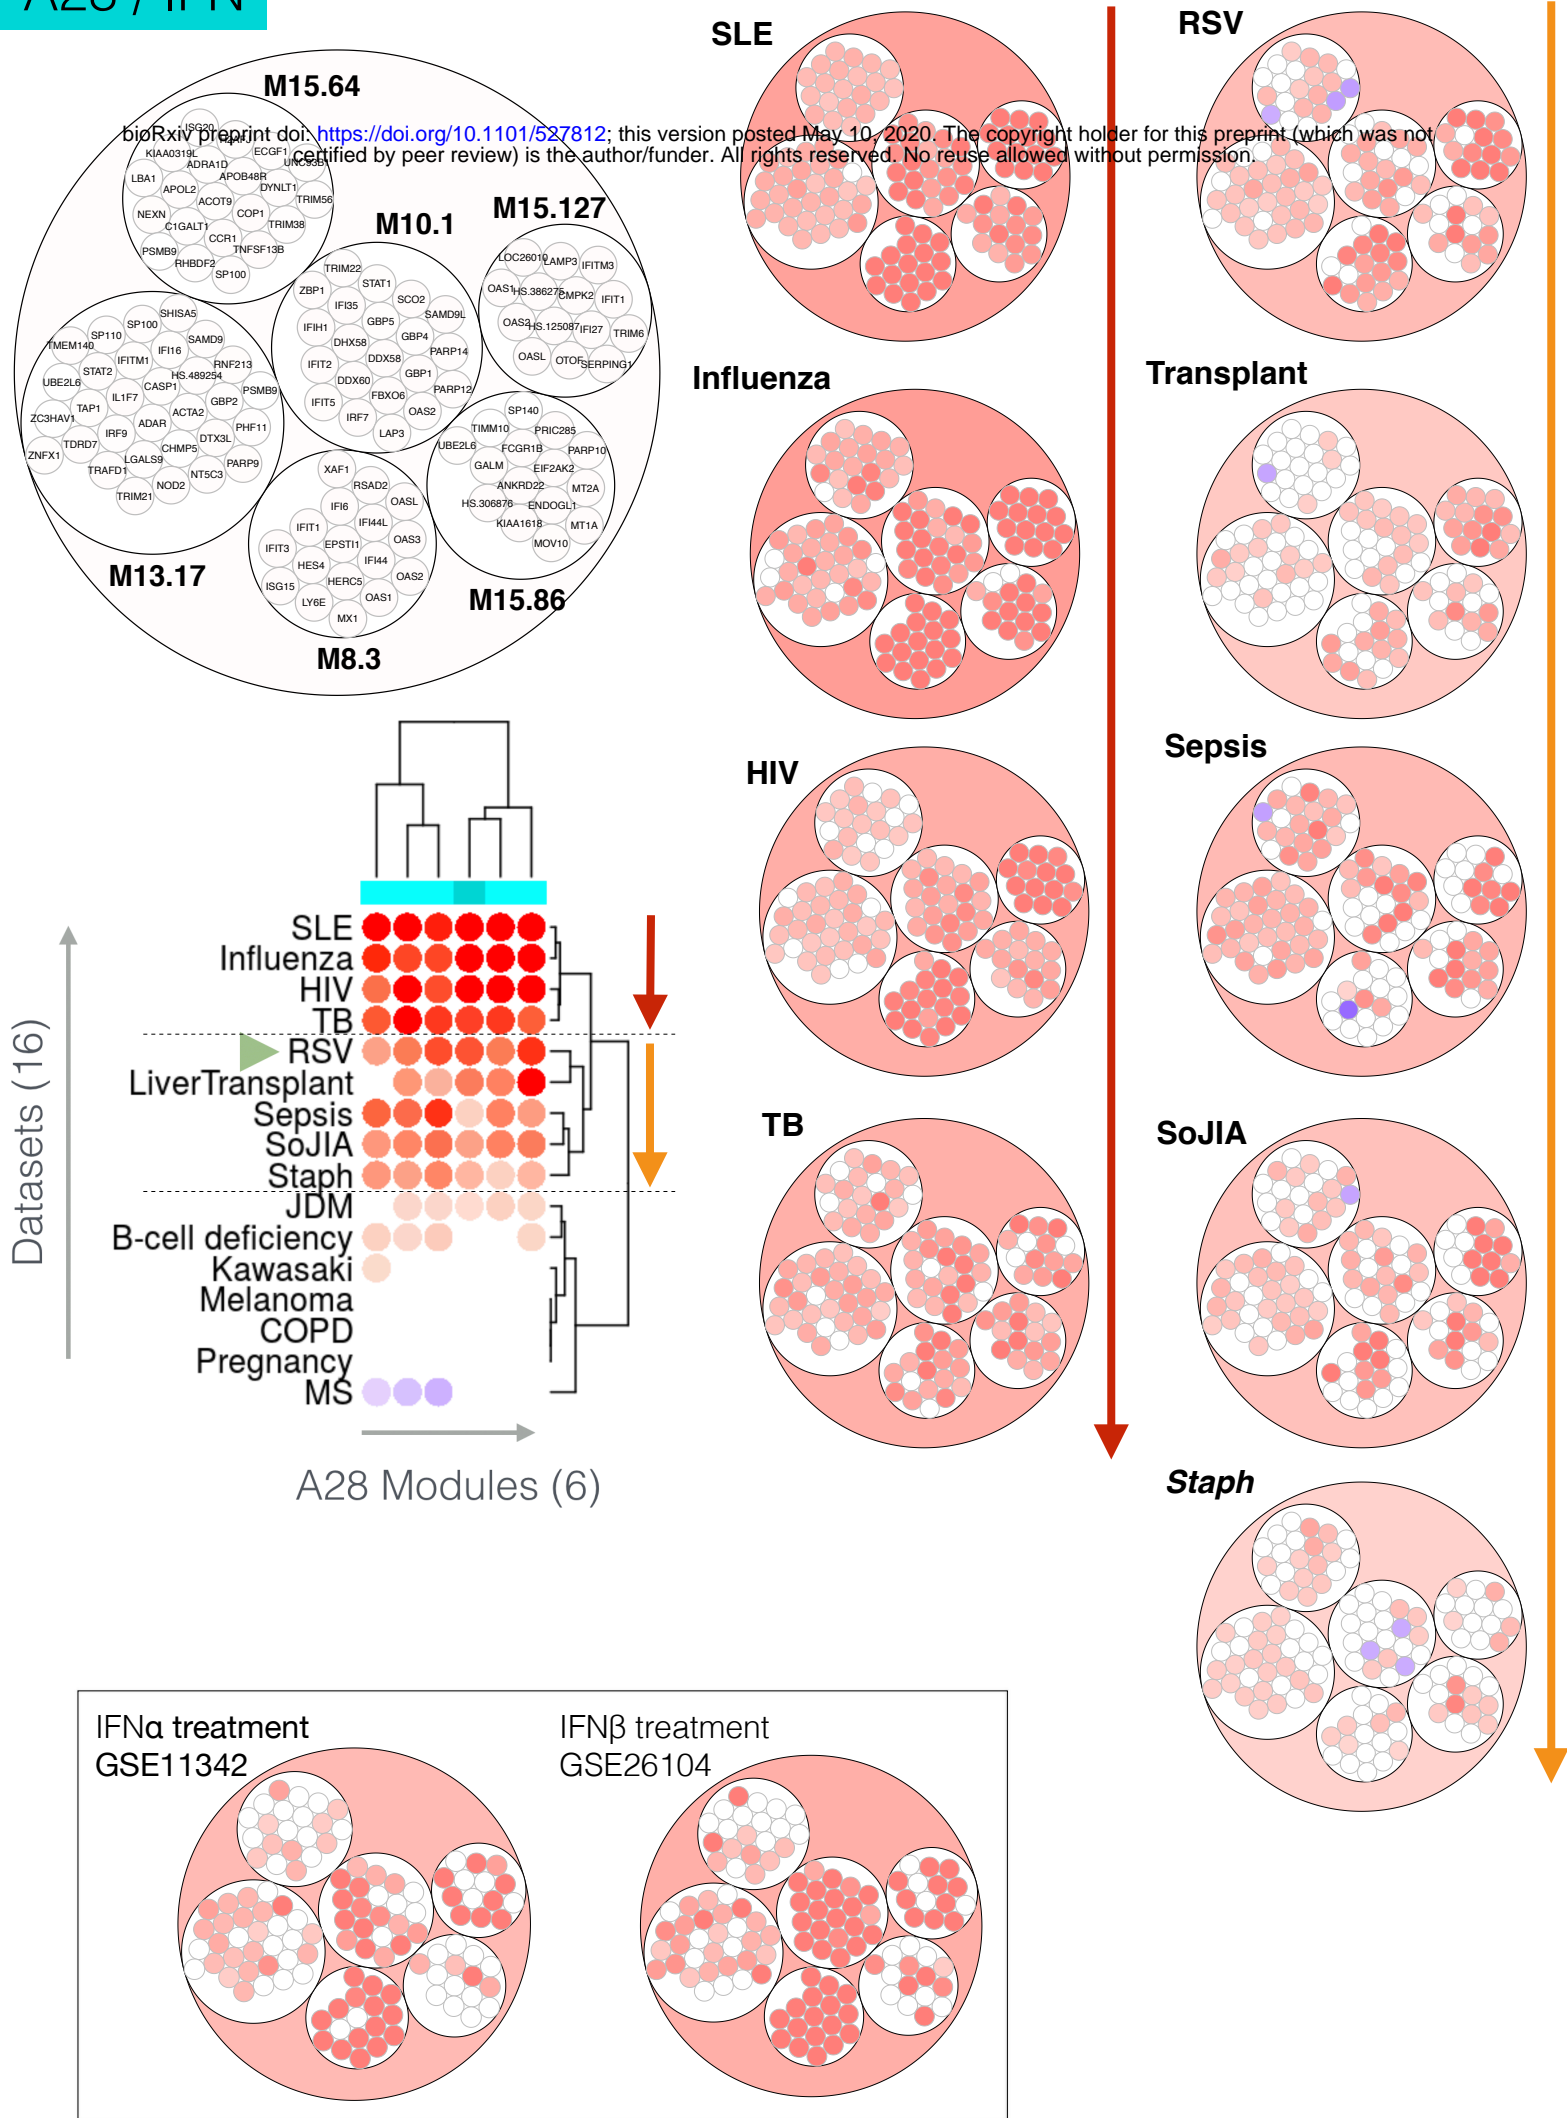 A28 / IFN
bioRxiv preprint doi: https://doi.org/10.1101/527812; this version posted May 10, 2020. The copyright holder for this preprint (which was not
certified by peer review) is the author/funder. All rights reserved. No reuse allowed without permission.
M15.64
ISG20
KIAA0319L
ECGF1
UNC93B1
ADRA1D
LBA1
APOB48R
APOL2
DYNLT1
ACOT9
TRIM56
NEXN
COP1
C1GALT1
TRIM38
CCR1
PSMB9
TNFSF13B
RHBDF2
SP100
M10.1
TRIM22
ZBP1
STAT1
IFI35
SCO2
IFIH1
GBP5
SAMD9L
DHX58
GBP4
IFIT2
DDX58
PARP14
DDX60
GBP1
IFIT5
FBXO6
PARP12
IRF7
OAS2
LAP3
M15.127
LOC26010
LAMP3
IFITM3
OAS1
HS.386275
CMPK2
IFIT1
OAS2
HS.125087
IFI27
TRIM6
OASL
OTOF
SERPING1
M13.17
SHISA5
SP100
SP110
SAMD9
TMEM140
IFI16
IFITM1
STAT2
RNF213
HS.489254
UBE2L6
CASP1
PSMB9
IL1F7
GBP2
TAP1
ACTA2
ZC3HAV1
ADAR
PHF11
IRF9
DTX3L
TDRD7
CHMP5
ZNFX1
LGALS9
PARP9
TRAFD1
NT5C3
NOD2
TRIM21
M8.3
XAF1
RSAD2
IFI6
OASL
IFIT1
IFI44L
IFIT3
EPSTI1
OAS3
HES4
IFI44
ISG15
HERC5
OAS2
LY6E
OAS1
MX1
M15.86
SP140
TIMM10
PRIC285
UBE2L6
FCGR1B
PARP10
GALM
EIF2AK2
ANKRD22
MT2A
HS.306876
ENDOGL1
KIAA1618
MT1A
MOV10
SLE
Influenza
HIV
TB
RSV
Transplant
Sepsis
SoJIA
Staph
SLE
Influenza
HIV
TB
RSV
LiverTransplant
Sepsis
SoJIA
Staph
JDM
B-cell deficiency
Kawasaki
Melanoma
COPD
Pregnancy
MS
Datasets (16)
A28 Modules (6)
IFNα treatment
GSE11342
IFNβ treatment
GSE26104